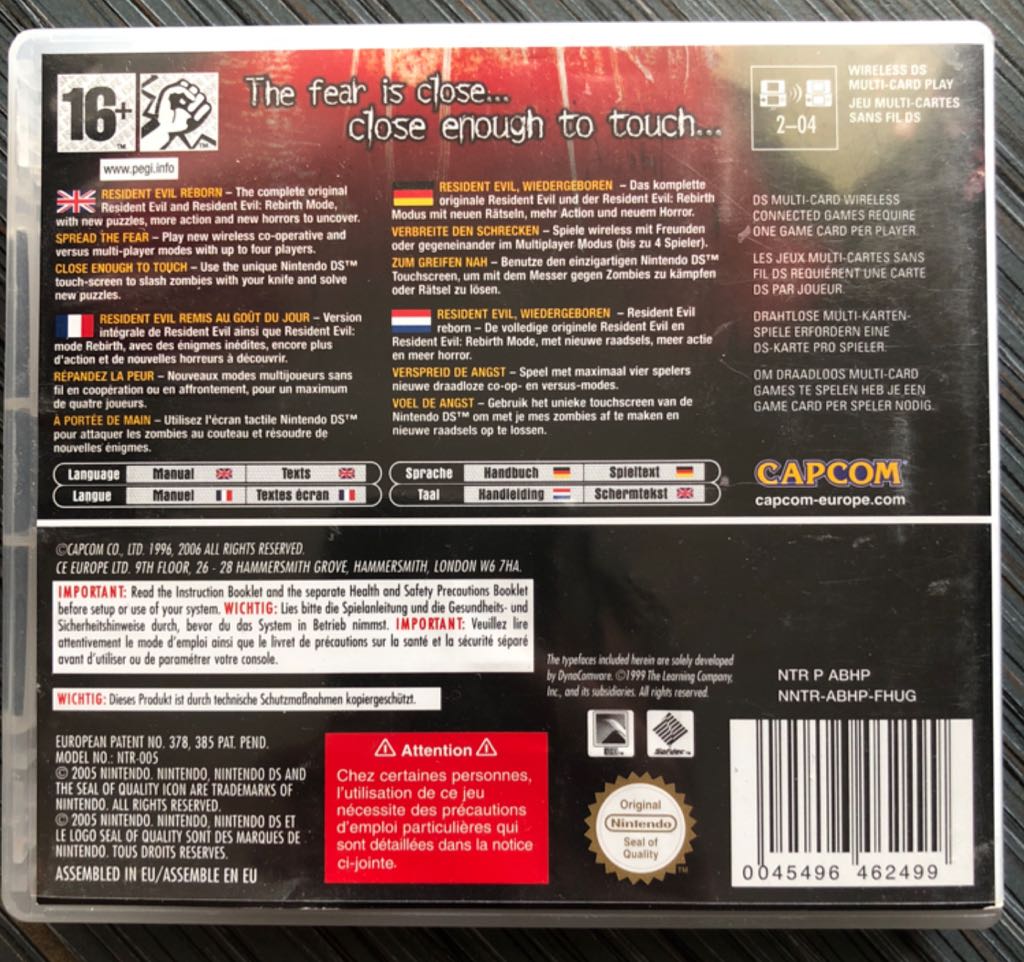 16+
www.pegi.info
The fear is close...
close enough to touch...
2–04
WIRELESS DS
MULTI-CARD PLAY
JEU MULTI-CARTES
SANS FIL DS
RESIDENT EVIL REBORN – The complete original
Resident Evil and Resident Evil: Rebirth Mode,
with new puzzles, more action and new horrors to uncover.
SPREAD THE FEAR – Play new wireless co-operative and
versus multi-player modes with up to four players.
CLOSE ENOUGH TO TOUCH – Use the unique Nintendo DS™
touch-screen to slash zombies with your knife and solve
new puzzles.
RESIDENT EVIL REMIS AU GOÛT DU JOUR – Version
intégrale de Resident Evil ainsi que Resident Evil:
mode Rebirth, avec des énigmes inédites, encore plus
d'action et de nouvelles horreurs à découvrir.
RÉPANDEZ LA PEUR – Nouveaux modes multijoueurs sans
fil en coopération ou en affrontement, pour un maximum
de quatre joueurs.
À PORTÉE DE MAIN – Utilisez l'écran tactile Nintendo DS™
pour attaquer les zombies au couteau et résoudre de
nouvelles énigmes.
RESIDENT EVIL, WIEDERGEBOREN – Das komplette
originale Resident Evil und der Resident Evil: Rebirth
Modus mit neuen Rätseln, mehr Action und neuem Horror.
VERBREITE DEN SCHRECKEN – Spiele wireless mit Freunden
oder gegeneinander im Multiplayer Modus (bis zu 4 Spieler).
ZUM GREIFEN NAH – Benutze den einzigartigen Nintendo DS™
Touchscreen, um mit dem Messer gegen Zombies zu kämpfen
oder Rätsel zu lösen.
RESIDENT EVIL, WIEDERGEBOREN – Resident Evil
reborn – De volledige originele Resident Evil en
Resident Evil: Rebirth Mode, met nieuwe raadsels, meer actie
en meer horror.
VERSPREID DE ANGST – Speel met maximaal vier spelers
nieuwe draadloze co-op- en versus-modes.
VOEL DE ANGST – Gebruik het unieke touchscreen van de
Nintendo DS™ om met je mes zombies af te maken en
nieuwe raadsels op te lossen.
DS MULTI-CARD WIRELESS
CONNECTED GAMES REQUIRE
ONE GAME CARD PER PLAYER.
LES JEUX MULTI-CARTES SANS
FIL DS REQUIÈRENT UNE CARTE
DS PAR JOUEUR.
DRAHTLOSE MULTI-KARTEN-
SPIELE ERFORDERN EINE
DS-KARTE PRO SPIELER.
OM DRAADLOOS MULTI-CARD
GAMES TE SPELEN HEB JE EEN
GAME CARD PER SPELER NODIG.
Language Manual Texts
Langue Manuel Textes écran
Sprache Handbuch Spieltext
Taal Handleiding Schermtekst
CAPCOM
capcom-europe.com
©CAPCOM CO., LTD. 1996, 2006 ALL RIGHTS RESERVED.
CE EUROPE LTD. 9TH FLOOR, 26 - 28 HAMMERSMITH GROVE, HAMMERSMITH, LONDON W6 7HA.
IMPORTANT: Read the Instruction Booklet and the separate Health and Safety Precautions Booklet
before setup or use of your system. WICHTIG: Lies bitte die Spielanleitung und die Gesundheits- und
Sicherheitshinweise durch, bevor du das System in Betrieb nimmst. IMPORTANT: Veuillez lire
attentivement le mode d'emploi ainsi que le livret de précautions sur la santé et la sécurité séparé
avant d'utiliser ou de paramétrer votre console.
WICHTIG: Dieses Produkt ist durch technische Schutzmaßnahmen kopiergeschützt.
The typefaces included herein are solely developed
by DynaComware. ©1999 The Learning Company,
Inc., and its subsidiaries. All rights reserved.
NTR P ABHP
NNTR-ABHP-FHUG
EUROPEAN PATENT NO. 378, 385 PAT. PEND.
MODEL NO.: NTR-005
© 2005 NINTENDO. NINTENDO, NINTENDO DS AND
THE SEAL OF QUALITY ICON ARE TRADEMARKS OF
NINTENDO. ALL RIGHTS RESERVED.
© 2005 NINTENDO. NINTENDO, NINTENDO DS ET
LE LOGO SEAL OF QUALITY SONT DES MARQUES DE
NINTENDO. TOUS DROITS RESERVES.
ASSEMBLED IN EU/ASSEMBLE EN EU
⚠ Attention ⚠
Chez certaines personnes,
l'utilisation de ce jeu
nécessite des précautions
d'emploi particulières qui
sont détaillées dans la notice
ci-jointe.
Original
Nintendo
Seal of
Quality
TM
0045496 462499